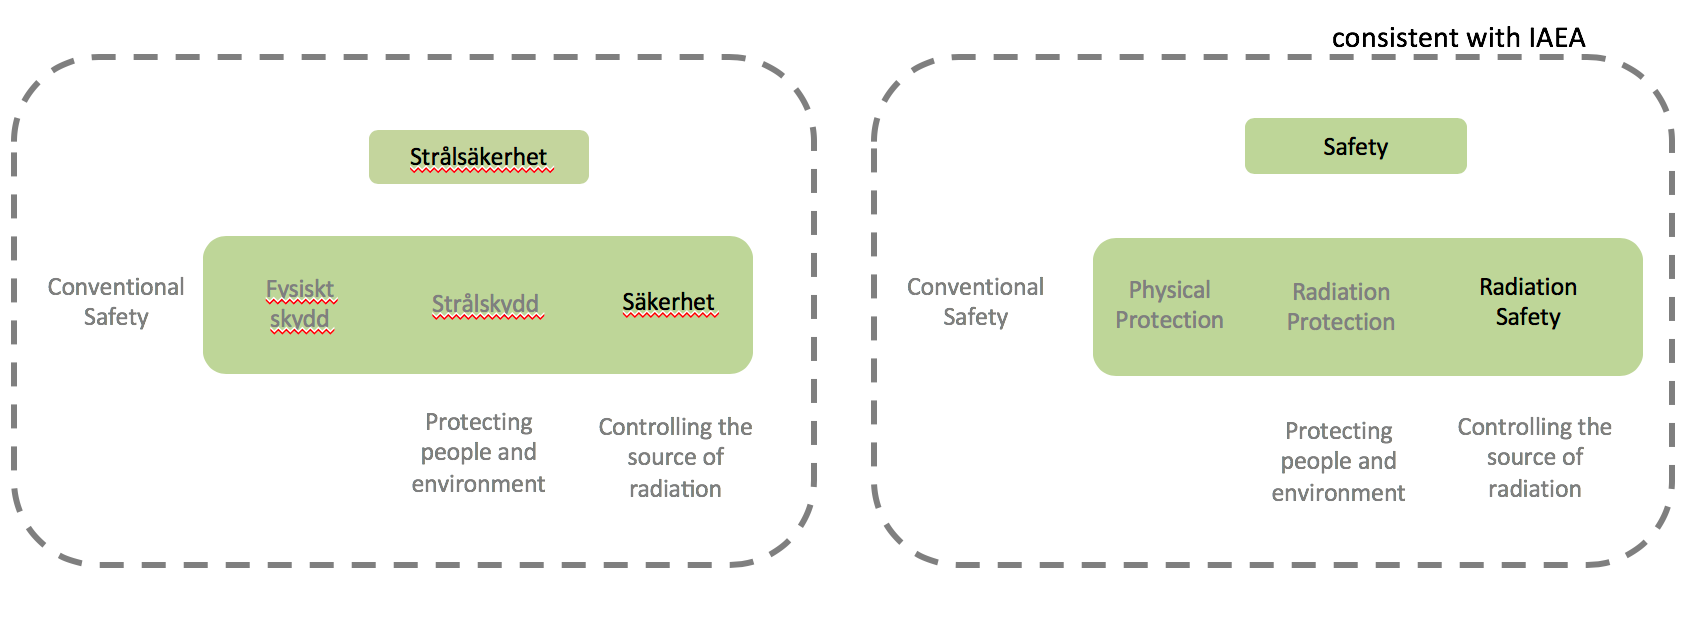 consistent with IAEA
Strålsäkerhet
Conventional
Safety
Fysiskt
skydd
Strålskydd
Säkerhet
Protecting
people and
environment
Controlling the
source of
radiation
Safety
Conventional
Safety
Physical
Protection
Radiation
Protection
Radiation
Safety
Protecting
people and
environment
Controlling the
source of
radiation